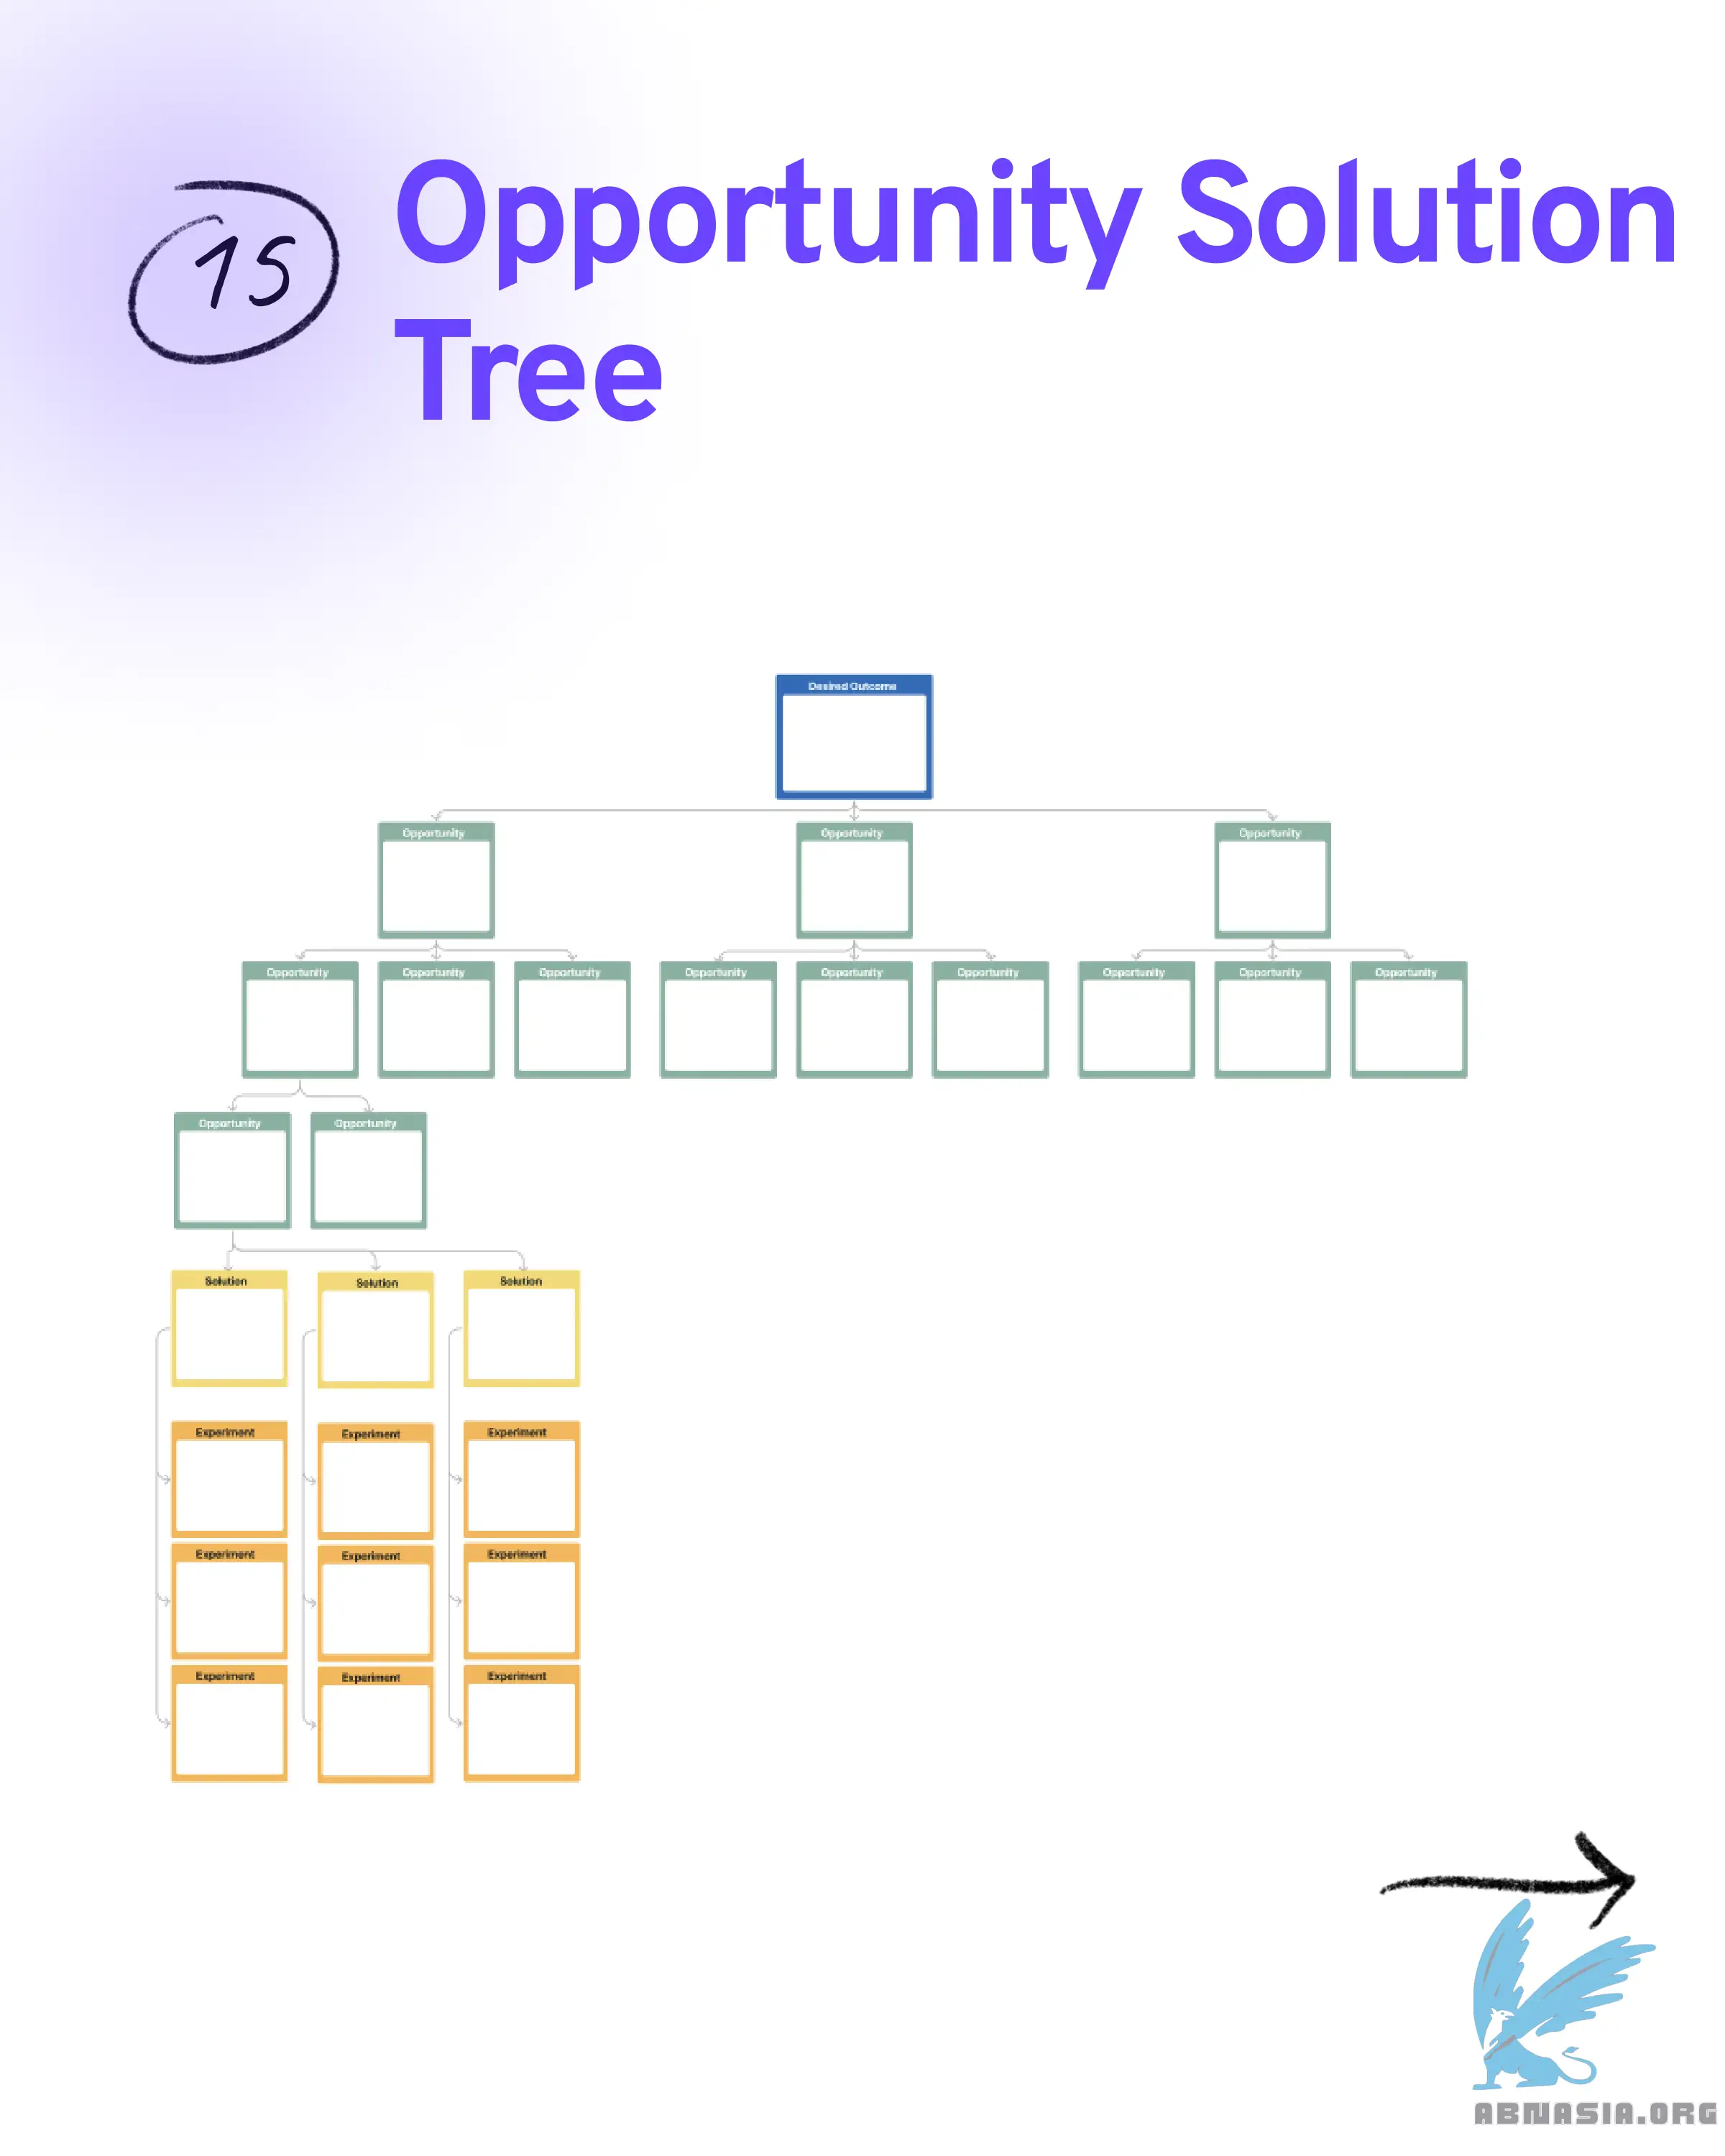 15
Opportunity Solution
Tree
Desired Outcome
Opportunity Opportunity Opportunity
Opportunity Opportunity Opportunity Opportunity Opportunity Opportunity Opportunity Opportunity Opportunity
Opportunity Opportunity
Solution Solution Solution
Experiment Experiment Experiment
Experiment Experiment Experiment
Experiment Experiment Experiment
ABNASIA.ORG